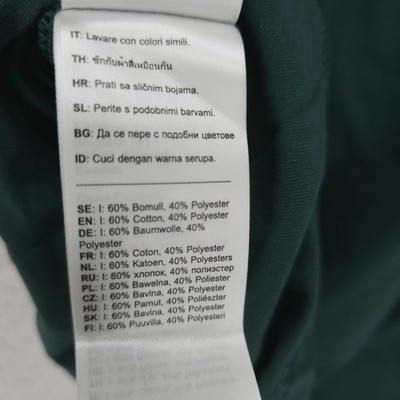 IT: Lavare con colori simili.
TH: ซักกับผ้าสีเหมือนกัน
HR: Prati sa sličnim bojama.
SL: Perite s podobnimi barvami.
BG: Да се пере с подобни цветове
ID: Cuci dengan warna serupa.
SE: I: 60% Bomull, 40% Polyester
EN: I: 60% Cotton, 40% Polyester
DE: I: 60% Baumwolle, 40%
Polyester
FR: I: 60% Coton, 40% Polyester
NL: I: 60% Katoen, 40% Polyesters
RU: I: 60% хлопок, 40% полиэстер
PL: I: 60% Bawełna, 40% Poliester
CZ: I: 60% Bavlna, 40% Polyester
HU: I: 60% Pamut, 40% Poliészter
SK: I: 60% Bavlna, 40% Polyester
FI: I: 60% Puuvilla, 40% Polyesteri